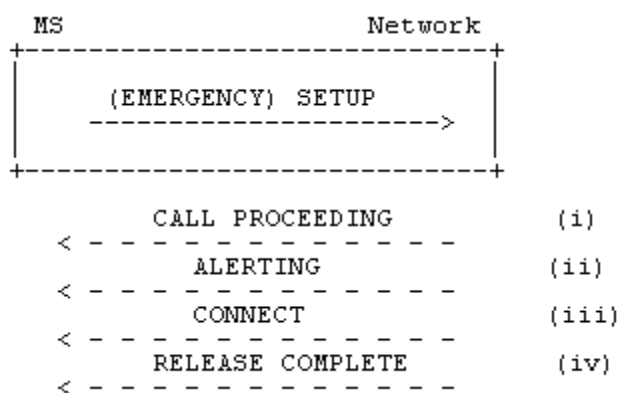 MS Network
(EMERGENCY) SETUP
CALL PROCEEDING (i)
ALERTING (ii)
CONNECT (iii)
RELEASE COMPLETE (iv)